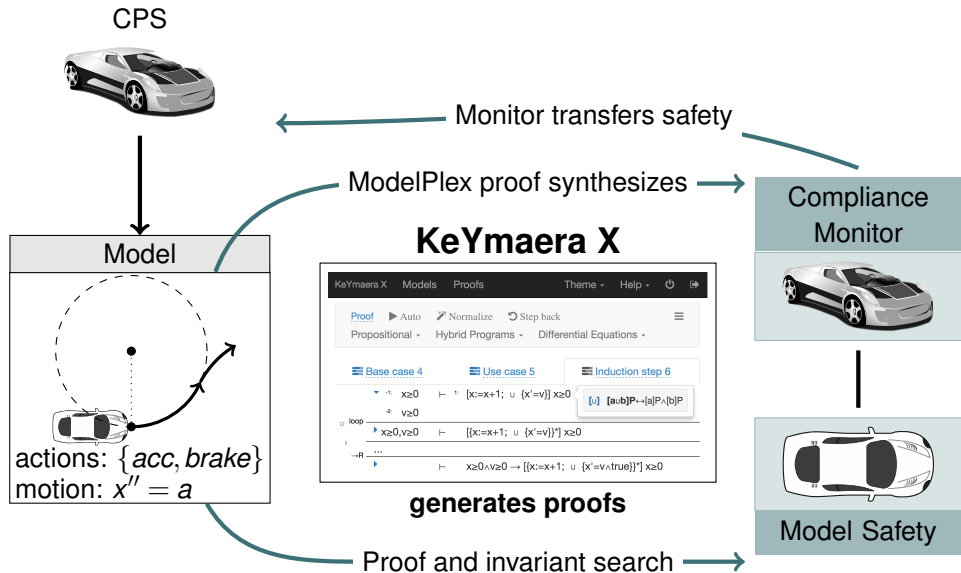 CPS
Monitor transfers safety
ModelPlex proof synthesizes
Compliance
Monitor
Model
KeYmaera X
KeYmaera X Models Proofs Theme Help
Proof Auto Normalize Step back
Propositional Hybrid Programs Differential Equations
Base case 4 Use case 5 Induction step 6
-1: x≥0 ⊢ 1: [x:=x+1; ∪ {x'=v}] x≥0
[∪] [a∪b]P↔[a]P∧[b]P
-2: v≥0
loop
x≥0,v≥0 ⊢ [{x:=x+1; ∪ {x'=v}}*] x≥0
→R ...
⊢ x≥0∧v≥0 → [{x:=x+1; ∪ {x'=v∧true}}*] x≥0
generates proofs
actions: {acc, brake}
motion: x'' = a
Model Safety
Proof and invariant search